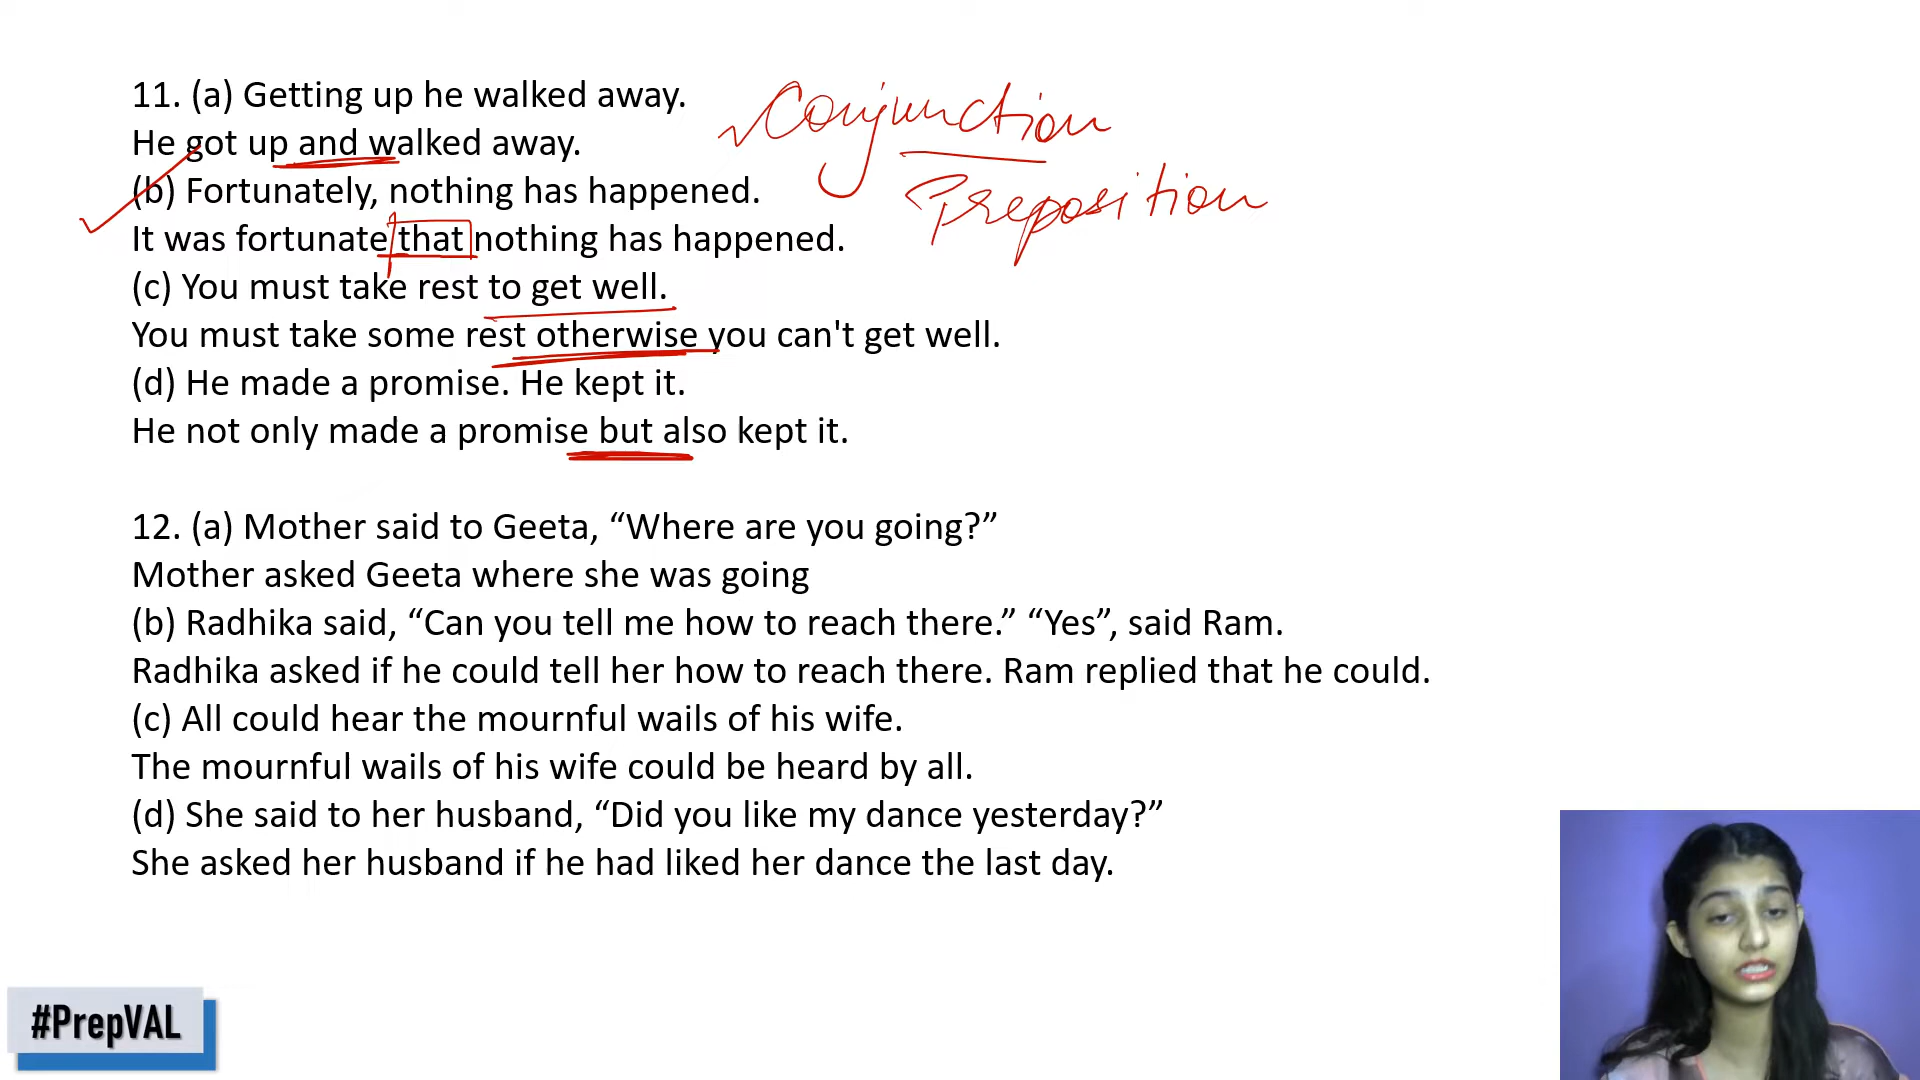 11. (a) Getting up he walked away.
He got up and walked away.
(b) Fortunately, nothing has happened.
It was fortunate that nothing has happened.
(c) You must take rest to get well.
You must take some rest otherwise you can't get well.
(d) He made a promise. He kept it.
He not only made a promise but also kept it.
Conjunction
Preposition
12. (a) Mother said to Geeta, “Where are you going?”
Mother asked Geeta where she was going
(b) Radhika said, “Can you tell me how to reach there.” “Yes”, said Ram.
Radhika asked if he could tell her how to reach there. Ram replied that he could.
(c) All could hear the mournful wails of his wife.
The mournful wails of his wife could be heard by all.
(d) She said to her husband, “Did you like my dance yesterday?”
She asked her husband if he had liked her dance the last day.
#PrepVAL